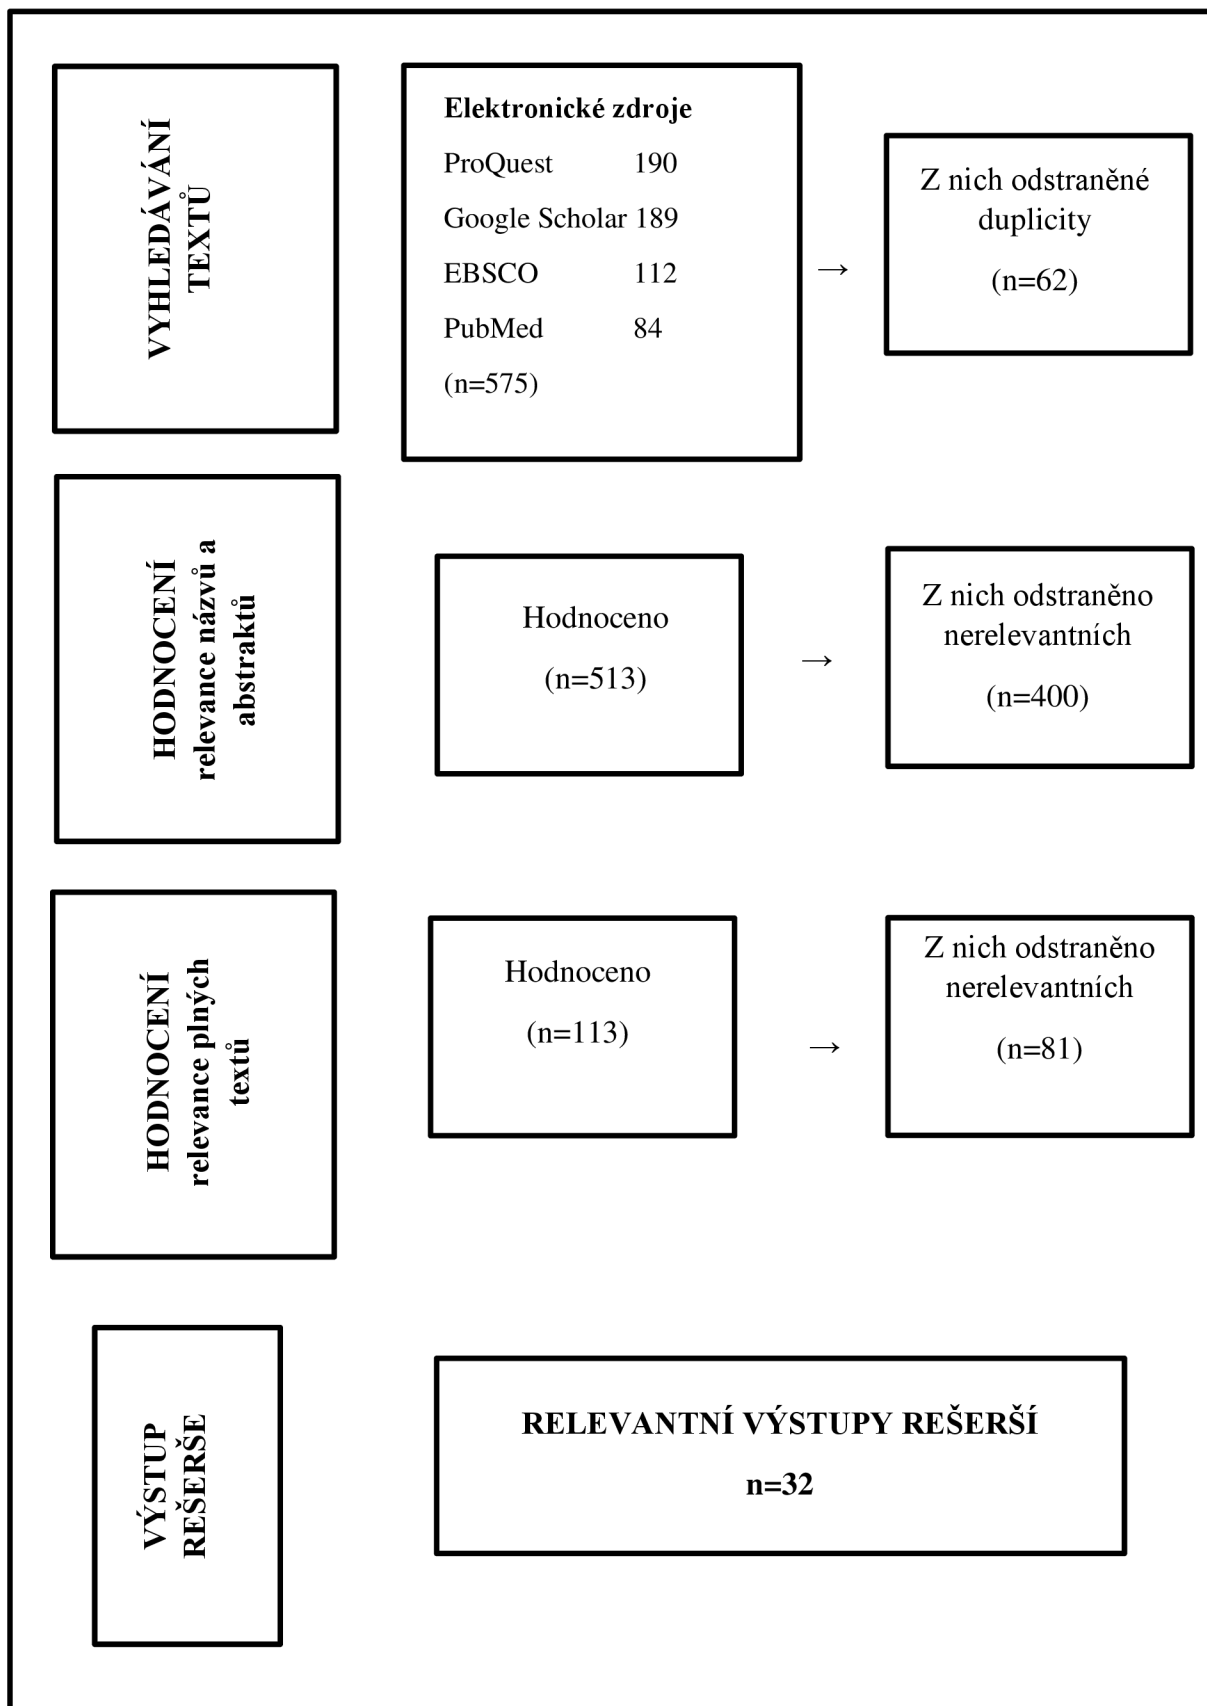 VYHLEDÁVÁNÍ
TEXTŮ
Elektronické zdroje
ProQuest 190
Google Scholar 189
EBSCO 112
PubMed 84
(n=575)
→
Z nich odstraněné
duplicity
(n=62)
HODNOCENÍ
relevance názvů a
abstraktů
Hodnoceno
(n=513)
→
Z nich odstraněno
nerelevantních
(n=400)
HODNOCENÍ
relevance plných
textů
Hodnoceno
(n=113)
→
Z nich odstraněno
nerelevantních
(n=81)
VÝSTUP
REŠERŠE
RELEVANTNÍ VÝSTUPY REŠERŠÍ
n=32